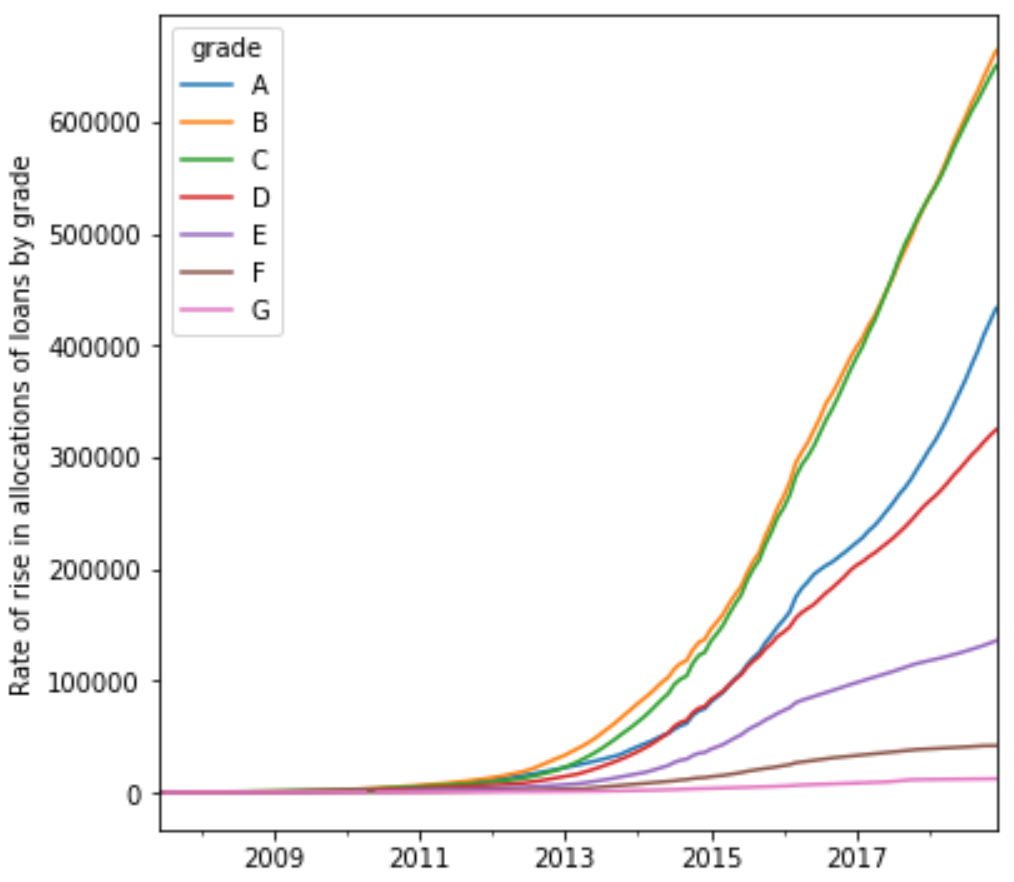 grade
A
B
C
D
E
F
G
Rate of rise in allocations of loans by grade
600000
500000
400000
300000
200000
100000
0
2009
2011
2013
2015
2017